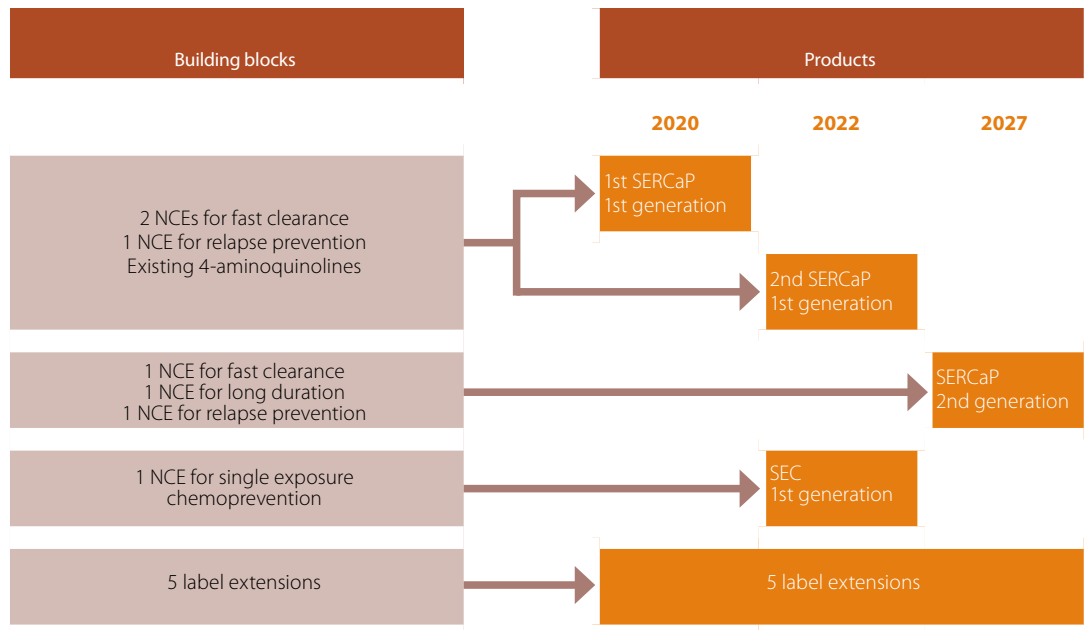 Building blocks
Products
2020
2022
2027
2 NCEs for fast clearance
1 NCE for relapse prevention
Existing 4-aminoquinolines
1st SERCaP
1st generation
2nd SERCaP
1st generation
1 NCE for fast clearance
1 NCE for long duration
1 NCE for relapse prevention
SERCaP
2nd generation
1 NCE for single exposure
chemoprevention
SEC
1st generation
5 label extensions
5 label extensions